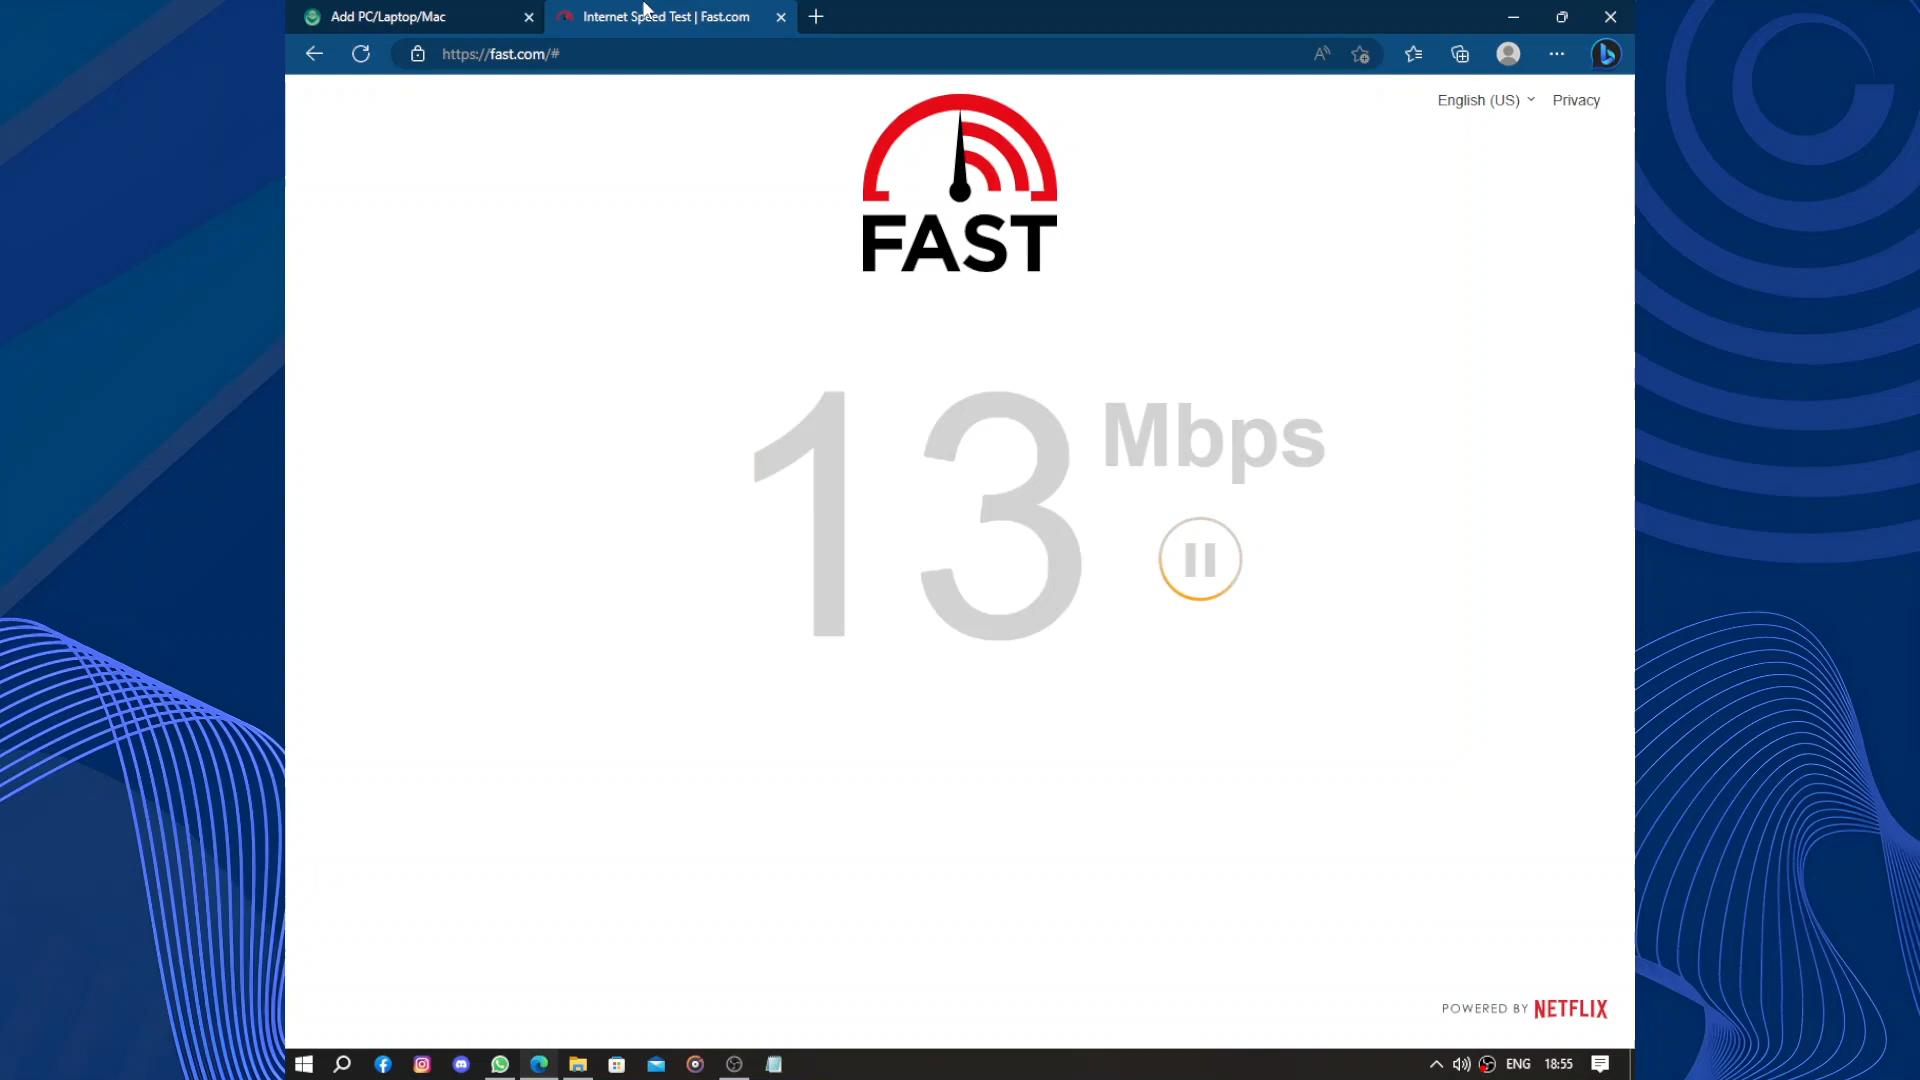 Add PC/Laptop/Mac
Internet Speed Test | Fast.com
https://fast.com/#
English (US)
Privacy
FAST
13 Mbps
POWERED BY NETFLIX
ENG
18:55